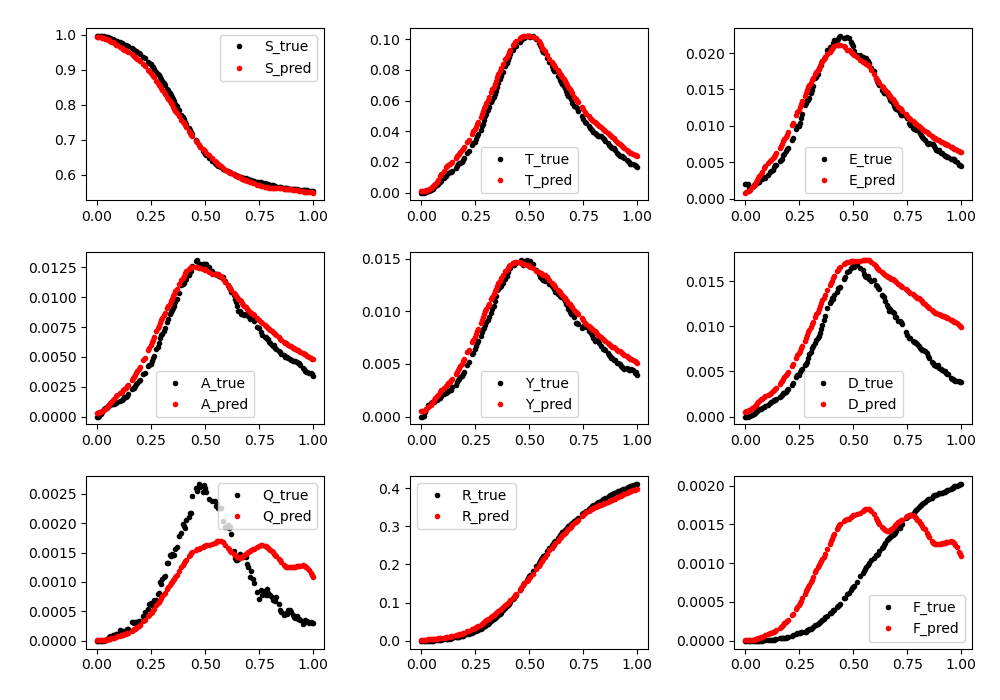 1.0
0.9
0.8
0.7
0.6
S_true
S_pred
0.00 0.25 0.50 0.75 1.00
0.10
0.08
0.06
0.04
0.02
0.00
T_true
T_pred
0.00 0.25 0.50 0.75 1.00
0.020
0.015
0.010
0.005
0.000
E_true
E_pred
0.00 0.25 0.50 0.75 1.00
0.0125
0.0100
0.0075
0.0050
0.0025
0.0000
A_true
A_pred
0.00 0.25 0.50 0.75 1.00
0.015
0.010
0.005
0.000
Y_true
Y_pred
0.00 0.25 0.50 0.75 1.00
0.015
0.010
0.005
0.000
D_true
D_pred
0.00 0.25 0.50 0.75 1.00
0.0025
0.0020
0.0015
0.0010
0.0005
0.0000
Q_true
Q_pred
0.00 0.25 0.50 0.75 1.00
0.4
0.3
0.2
0.1
0.0
R_true
R_pred
0.00 0.25 0.50 0.75 1.00
0.0020
0.0015
0.0010
0.0005
0.0000
F_true
F_pred
0.00 0.25 0.50 0.75 1.00